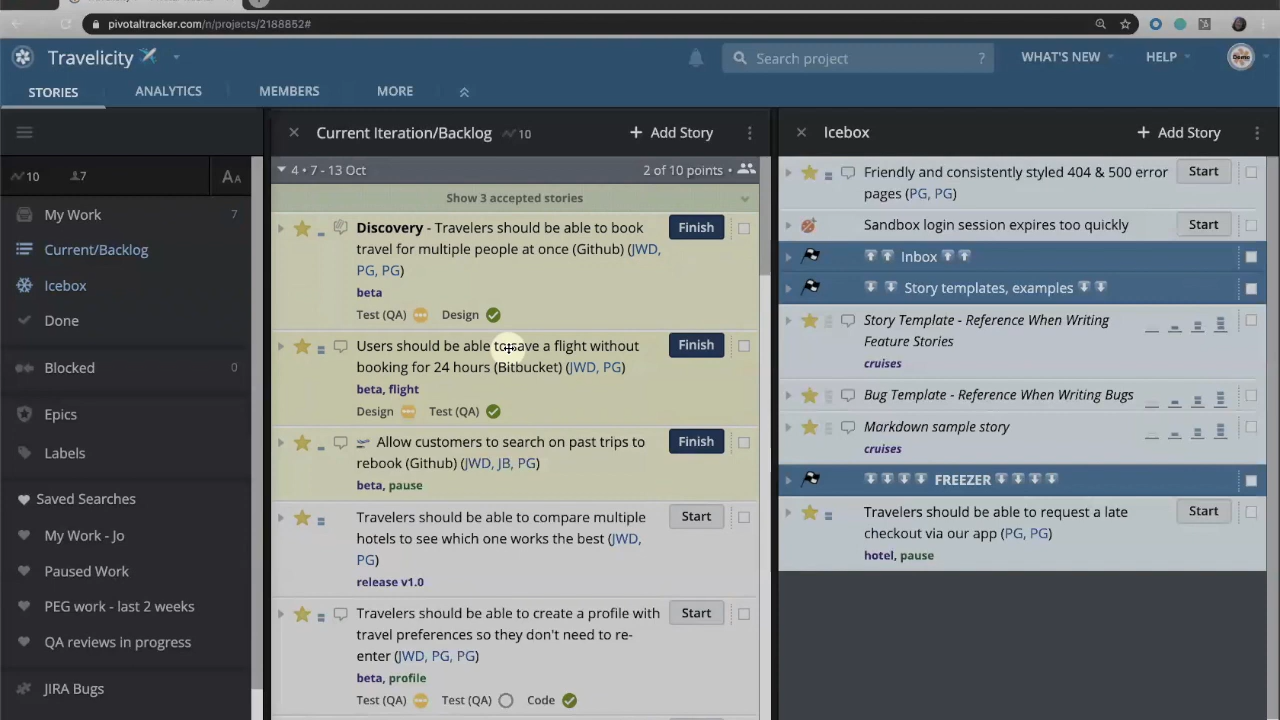 pivotaltracker.com/n/projects/2188852#
Travelicity
Search project
?
WHAT'S NEW
HELP
Demo
STORIES
ANALYTICS
MEMBERS
MORE
10
7
AA
My Work
7
Current/Backlog
Icebox
Done
Blocked
0
Epics
Labels
Saved Searches
My Work - Jo
Paused Work
PEG work - last 2 weeks
QA reviews in progress
JIRA Bugs
Current Iteration/Backlog
10
+ Add Story
4 • 7 - 13 Oct
2 of 10 points •
Show 3 accepted stories
Discovery - Travelers should be able to book
travel for multiple people at once (Github) (JWD,
PG, PG)
beta
Test (QA) Design
Finish
Users should be able to save a flight without
booking for 24 hours (Bitbucket) (JWD, PG)
beta, flight
Design Test (QA)
Finish
Allow customers to search on past trips to
rebook (Github) (JWD, JB, PG)
beta, pause
Finish
Travelers should be able to compare multiple
hotels to see which one works the best (JWD,
PG)
release v1.0
Start
Travelers should be able to create a profile with
travel preferences so they don't need to re-
enter (JWD, PG, PG)
beta, profile
Test (QA) Test (QA) Code
Start
Icebox
+ Add Story
Friendly and consistently styled 404 & 500 error
pages (PG, PG)
Start
Sandbox login session expires too quickly
Start
Inbox
Story templates, examples
Story Template - Reference When Writing
Feature Stories
cruises
Bug Template - Reference When Writing Bugs
Markdown sample story
cruises
FREEZER
Travelers should be able to request a late
checkout via our app (PG, PG)
hotel, pause
Start